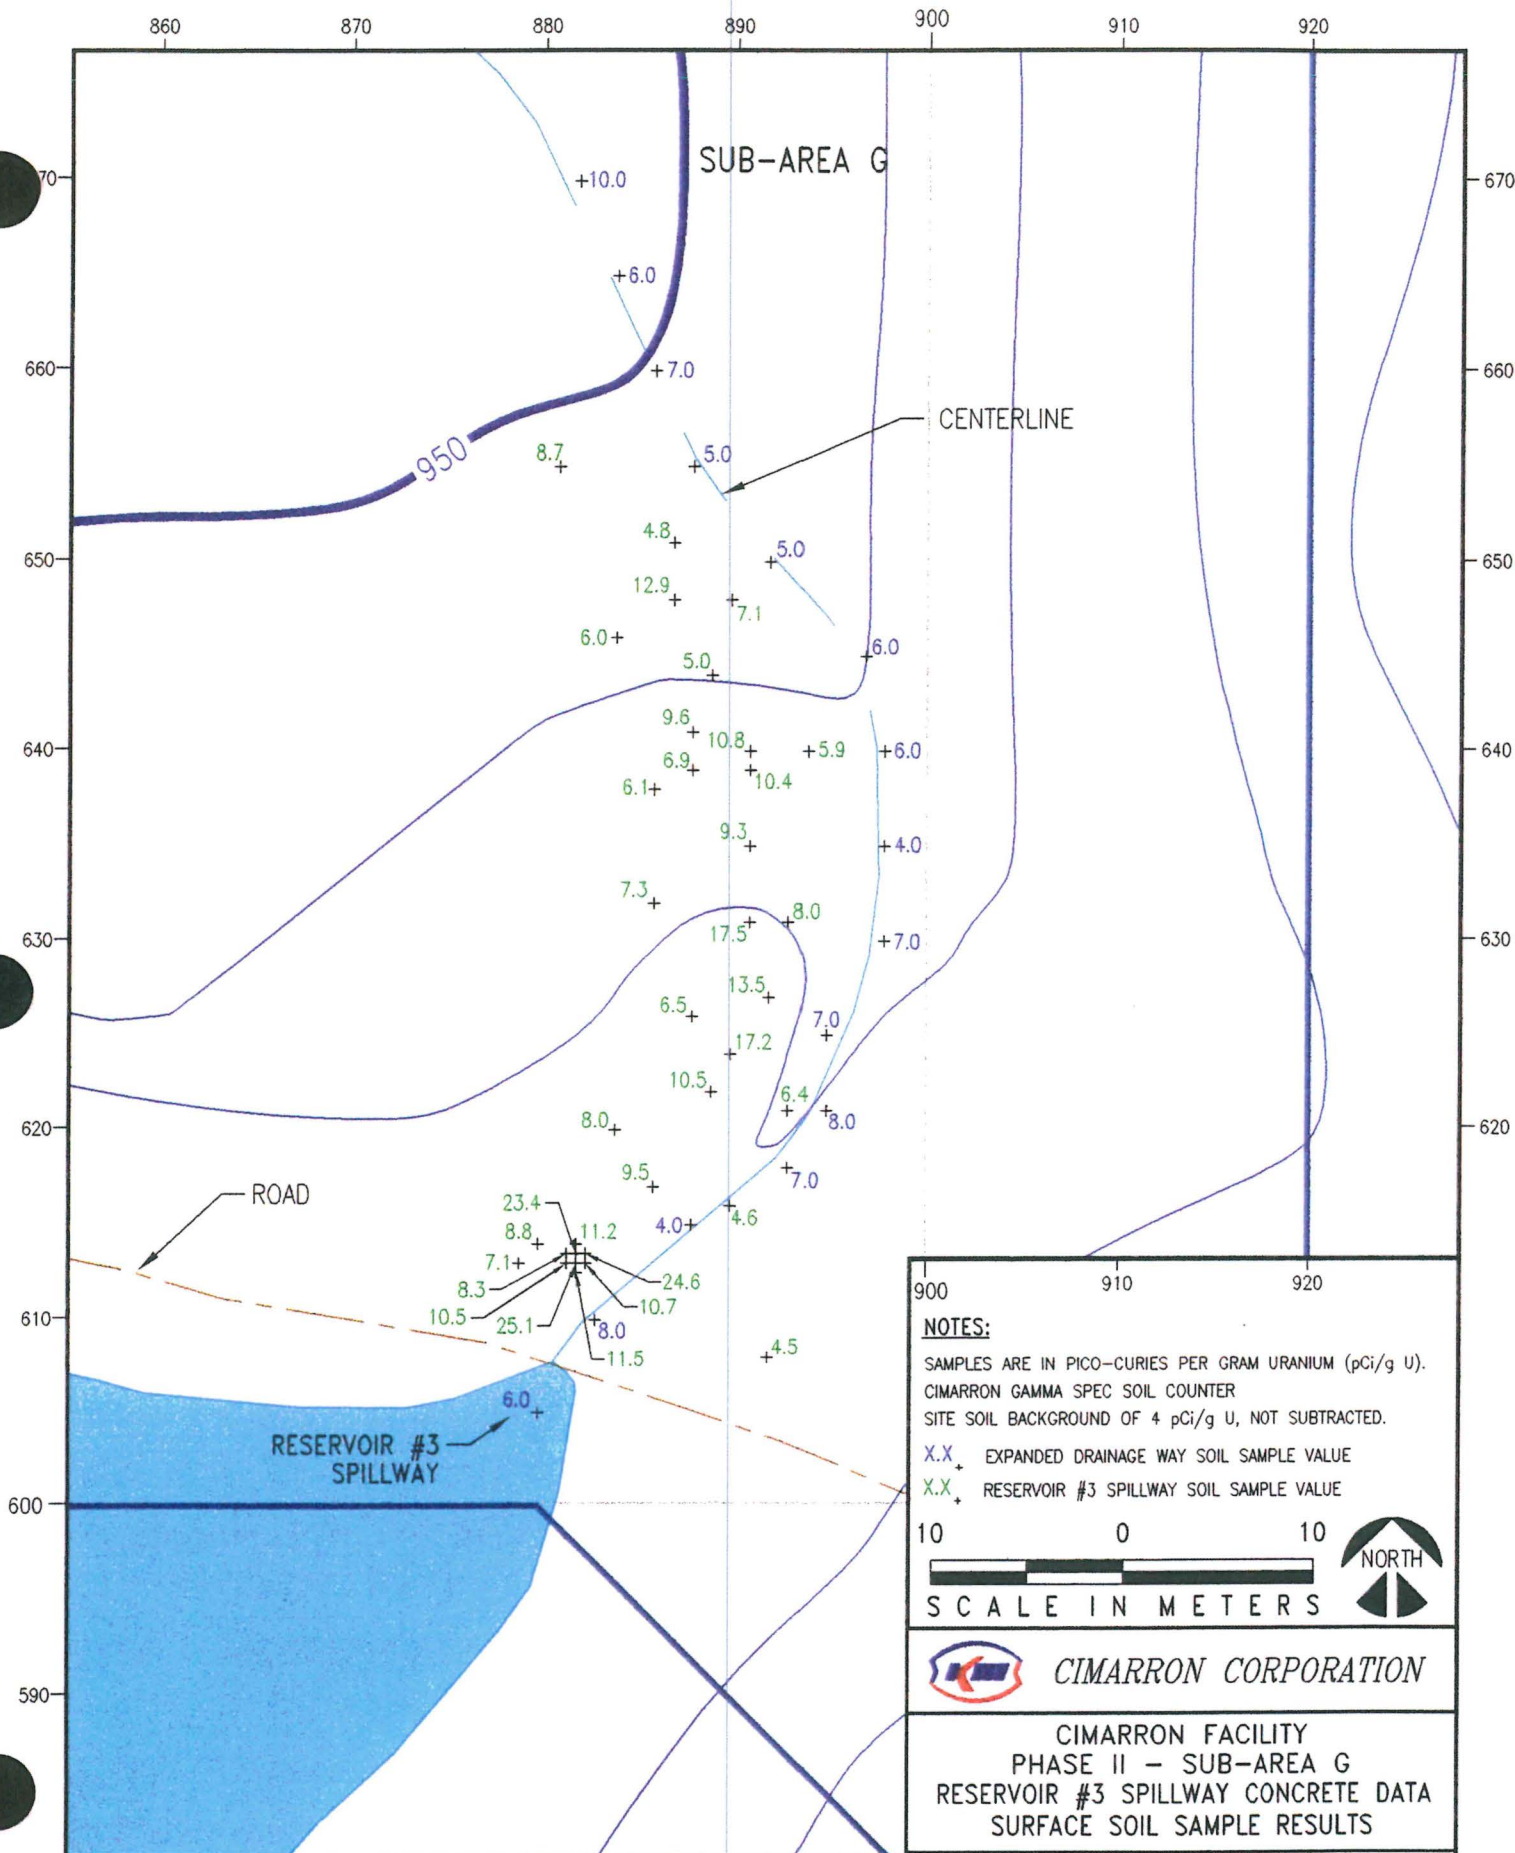 860 870 880 890 900 910 920
SUB-AREA G
70 670
+10.0
+6.0
660 660
+7.0
CENTERLINE
950
8.7
5.0
4.8
650 650
5.0
12.9
7.1
6.0
6.0
5.0
9.6
10.8
640 5.9 6.0 640
6.9
6.1
10.4
9.3
4.0
7.3
8.0
17.5
630 7.0 630
13.5
6.5
7.0
17.2
10.5
6.4
8.0
8.0
620 620
9.5
7.0
ROAD
23.4
4.0
4.6
8.8
11.2
7.1
8.3
24.6
10.5
10.7
610
25.1
8.0
11.5
4.5
6.0
RESERVOIR #3
SPILLWAY
600
590
900 910 920
NOTES:
SAMPLES ARE IN PICO-CURIES PER GRAM URANIUM (pCi/g U).
CIMARRON GAMMA SPEC SOIL COUNTER
SITE SOIL BACKGROUND OF 4 pCi/g U, NOT SUBTRACTED.
X.X + EXPANDED DRAINAGE WAY SOIL SAMPLE VALUE
X.X + RESERVOIR #3 SPILLWAY SOIL SAMPLE VALUE
10 0 10
NORTH
SCALE IN METERS
KM CIMARRON CORPORATION
CIMARRON FACILITY
PHASE II - SUB-AREA G
RESERVOIR #3 SPILLWAY CONCRETE DATA
SURFACE SOIL SAMPLE RESULTS